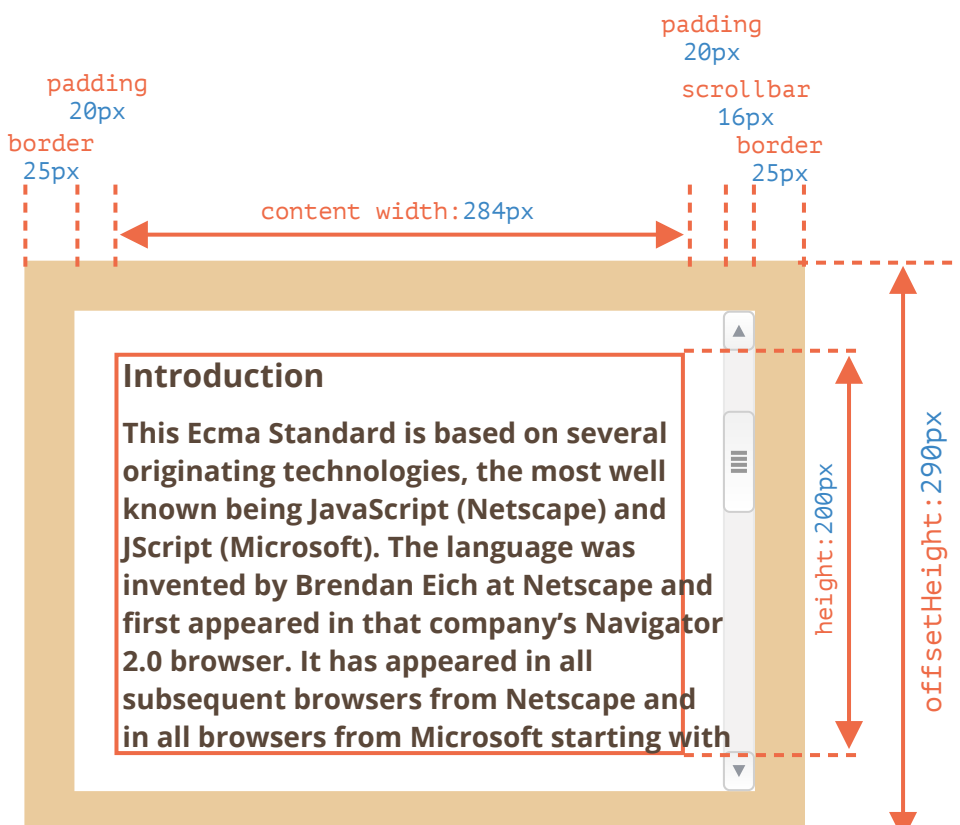 padding
20px
padding
20px
scrollbar
16px
border
25px
border
25px
content width:284px
Introduction
This Ecma Standard is based on several
originating technologies, the most well
known being JavaScript (Netscape) and
JScript (Microsoft). The language was
invented by Brendan Eich at Netscape and
first appeared in that company’s Navigator
2.0 browser. It has appeared in all
subsequent browsers from Netscape and
in all browsers from Microsoft starting with
height:200px
offsetHeight:290px